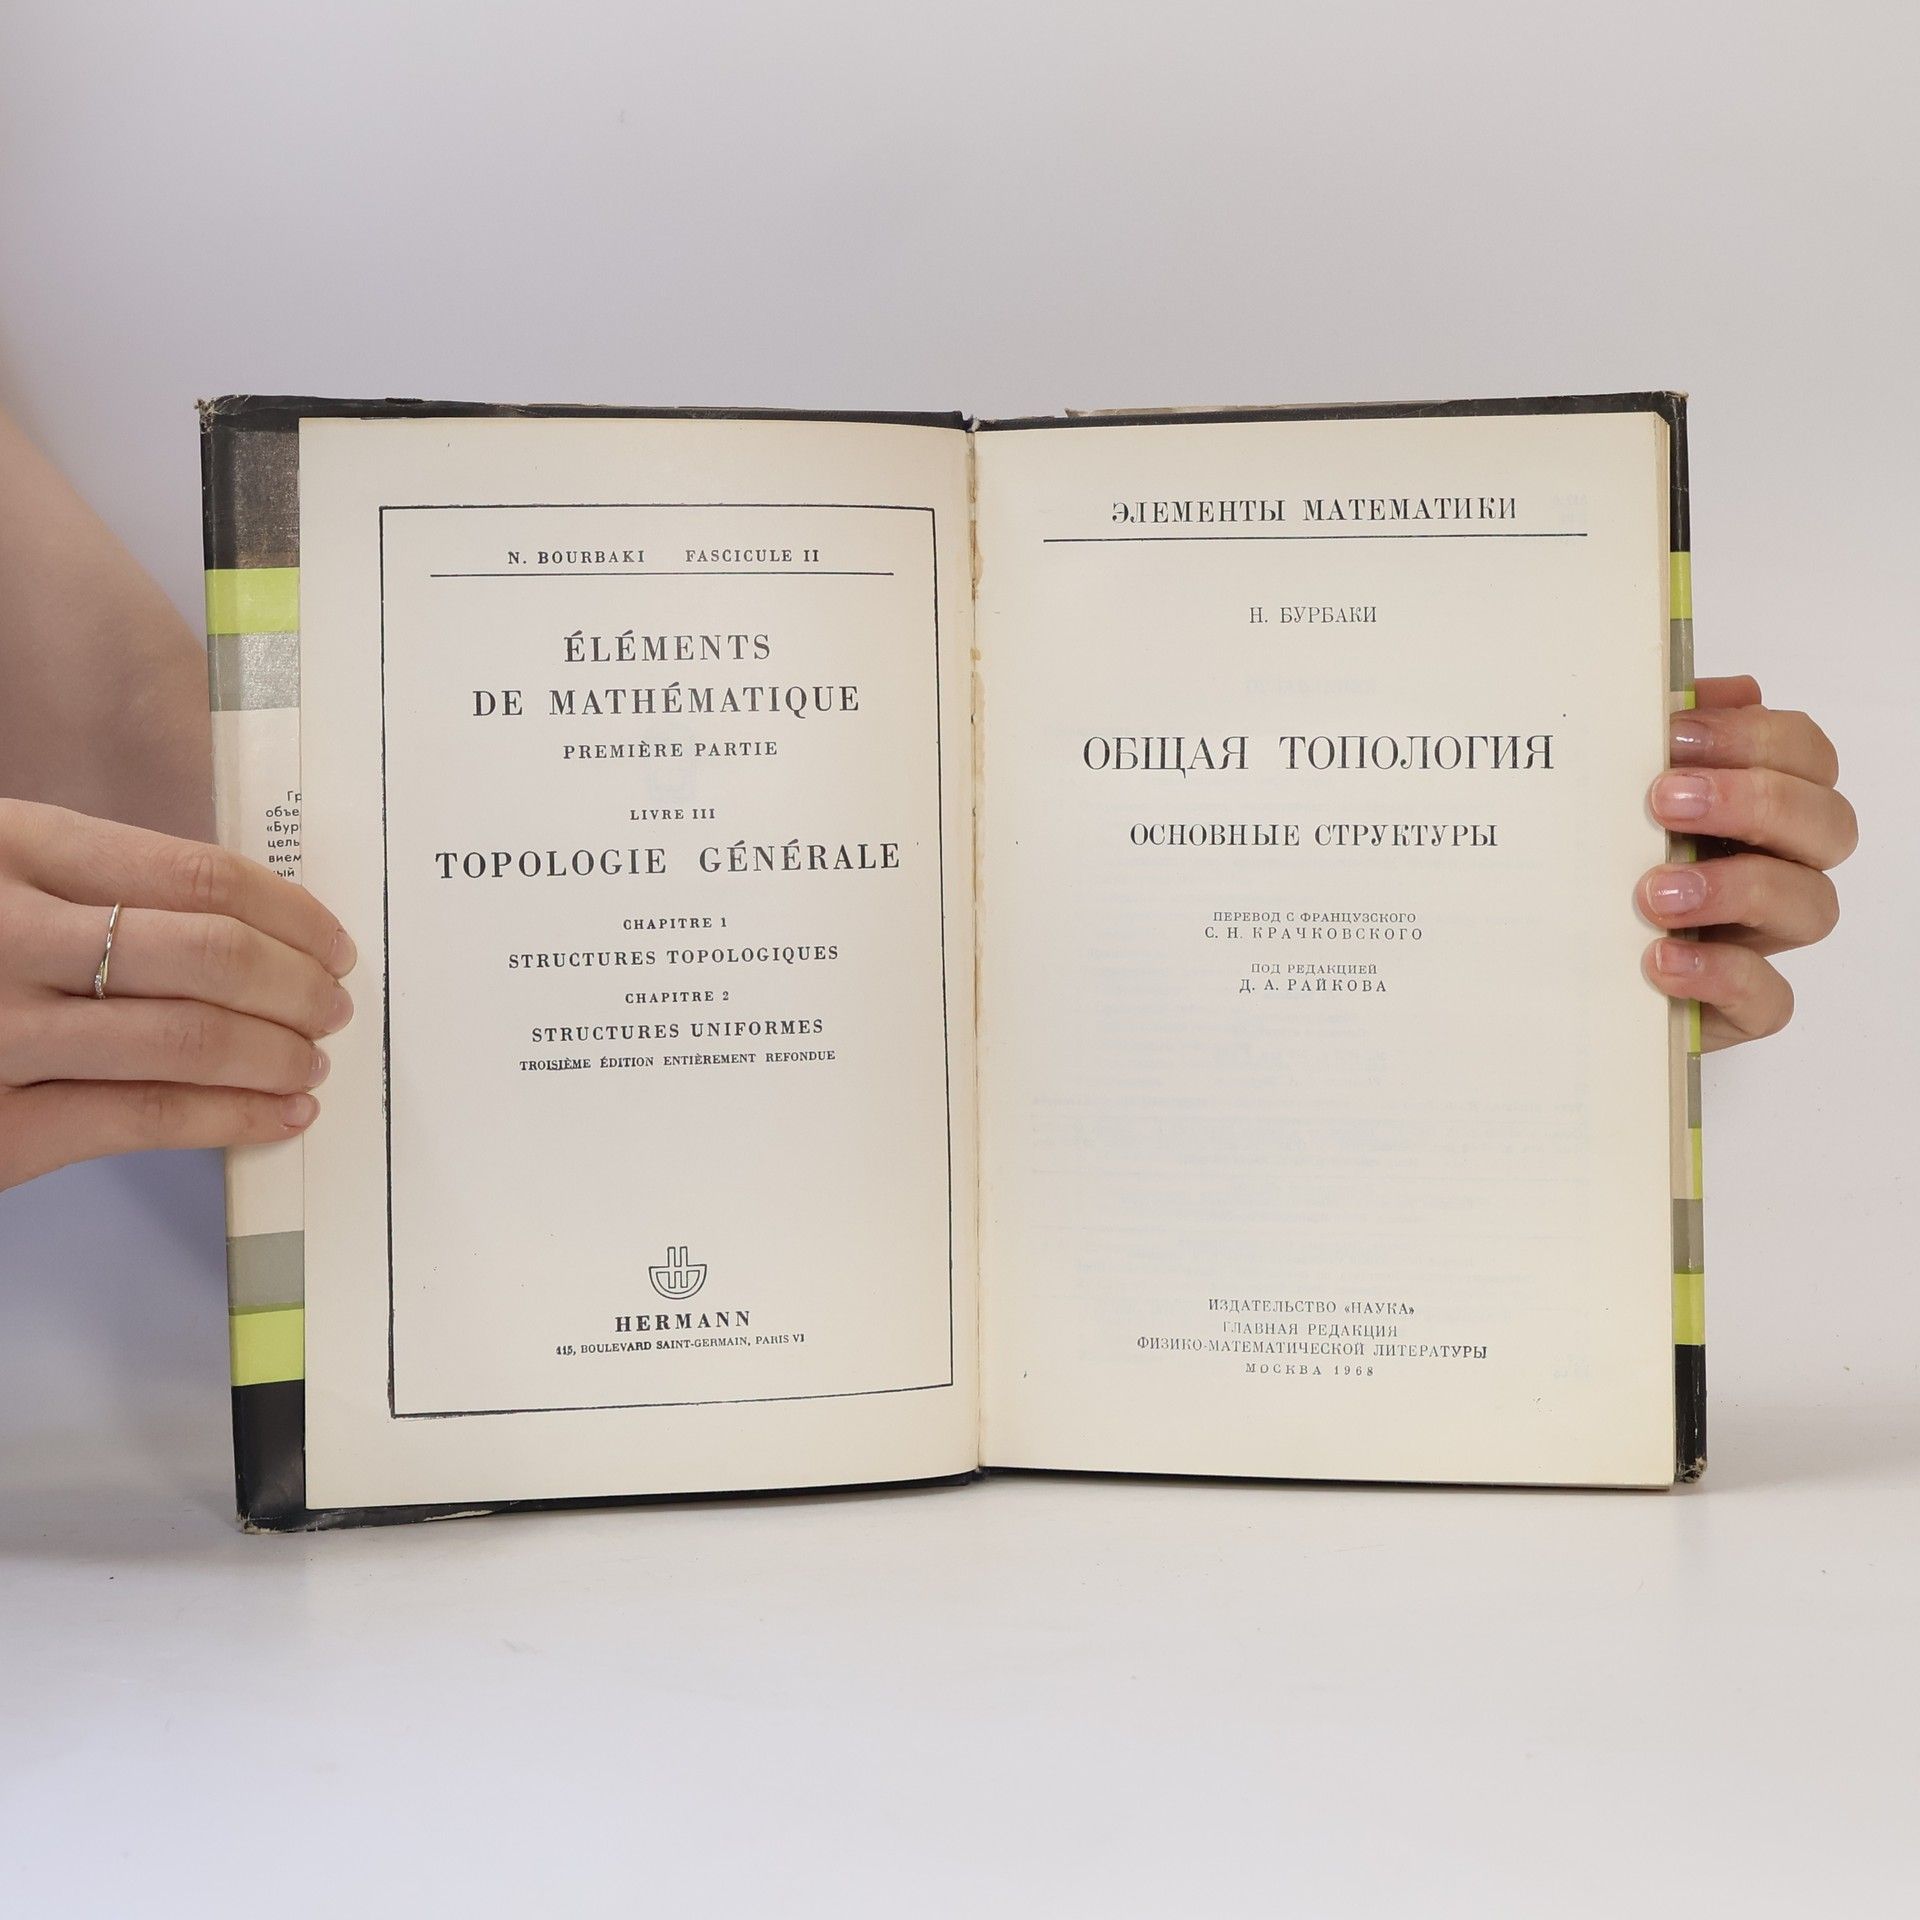 N. BOURBAKI FASCICULE II
ÉLÉMENTS
DE MATHÉMATIQUE
PREMIÈRE PARTIE
LIVRE III
TOPOLOGIE GÉNÉRALE
CHAPITRE 1
STRUCTURES TOPOLOGIQUES
CHAPITRE 2
STRUCTURES UNIFORMES
TROISIÈME ÉDITION ENTIÈREMENT REFONDUE
HERMANN
115, BOULEVARD SAINT-GERMAIN, PARIS VI
ЭЛЕМЕНТЫ МАТЕМАТИКИ
Н. БУРБАКИ
ОБЩАЯ ТОПОЛОГИЯ
ОСНОВНЫЕ СТРУКТУРЫ
ПЕРЕВОД С ФРАНЦУЗСКОГО
С. Н. КРАЧКОВСКОГО
ПОД РЕДАКЦИЕЙ
Д. А. РАЙКОВА
ИЗДАТЕЛЬСТВО «НАУКА»
ГЛАВНАЯ РЕДАКЦИЯ
ФИЗИКО-МАТЕМАТИЧЕСКОЙ ЛИТЕРАТУРЫ
МОСКВА 1968